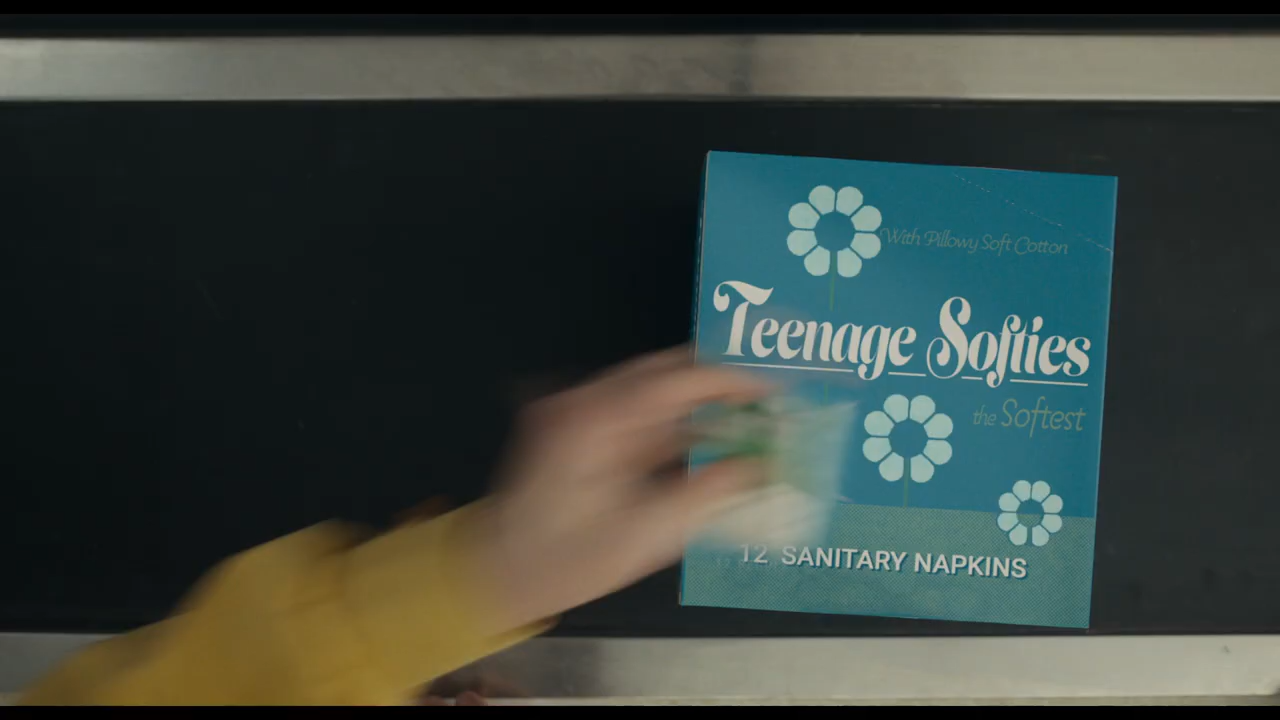 With Pillowy Soft Cotton
Teenage Softies
the Softest
12 SANITARY NAPKINS